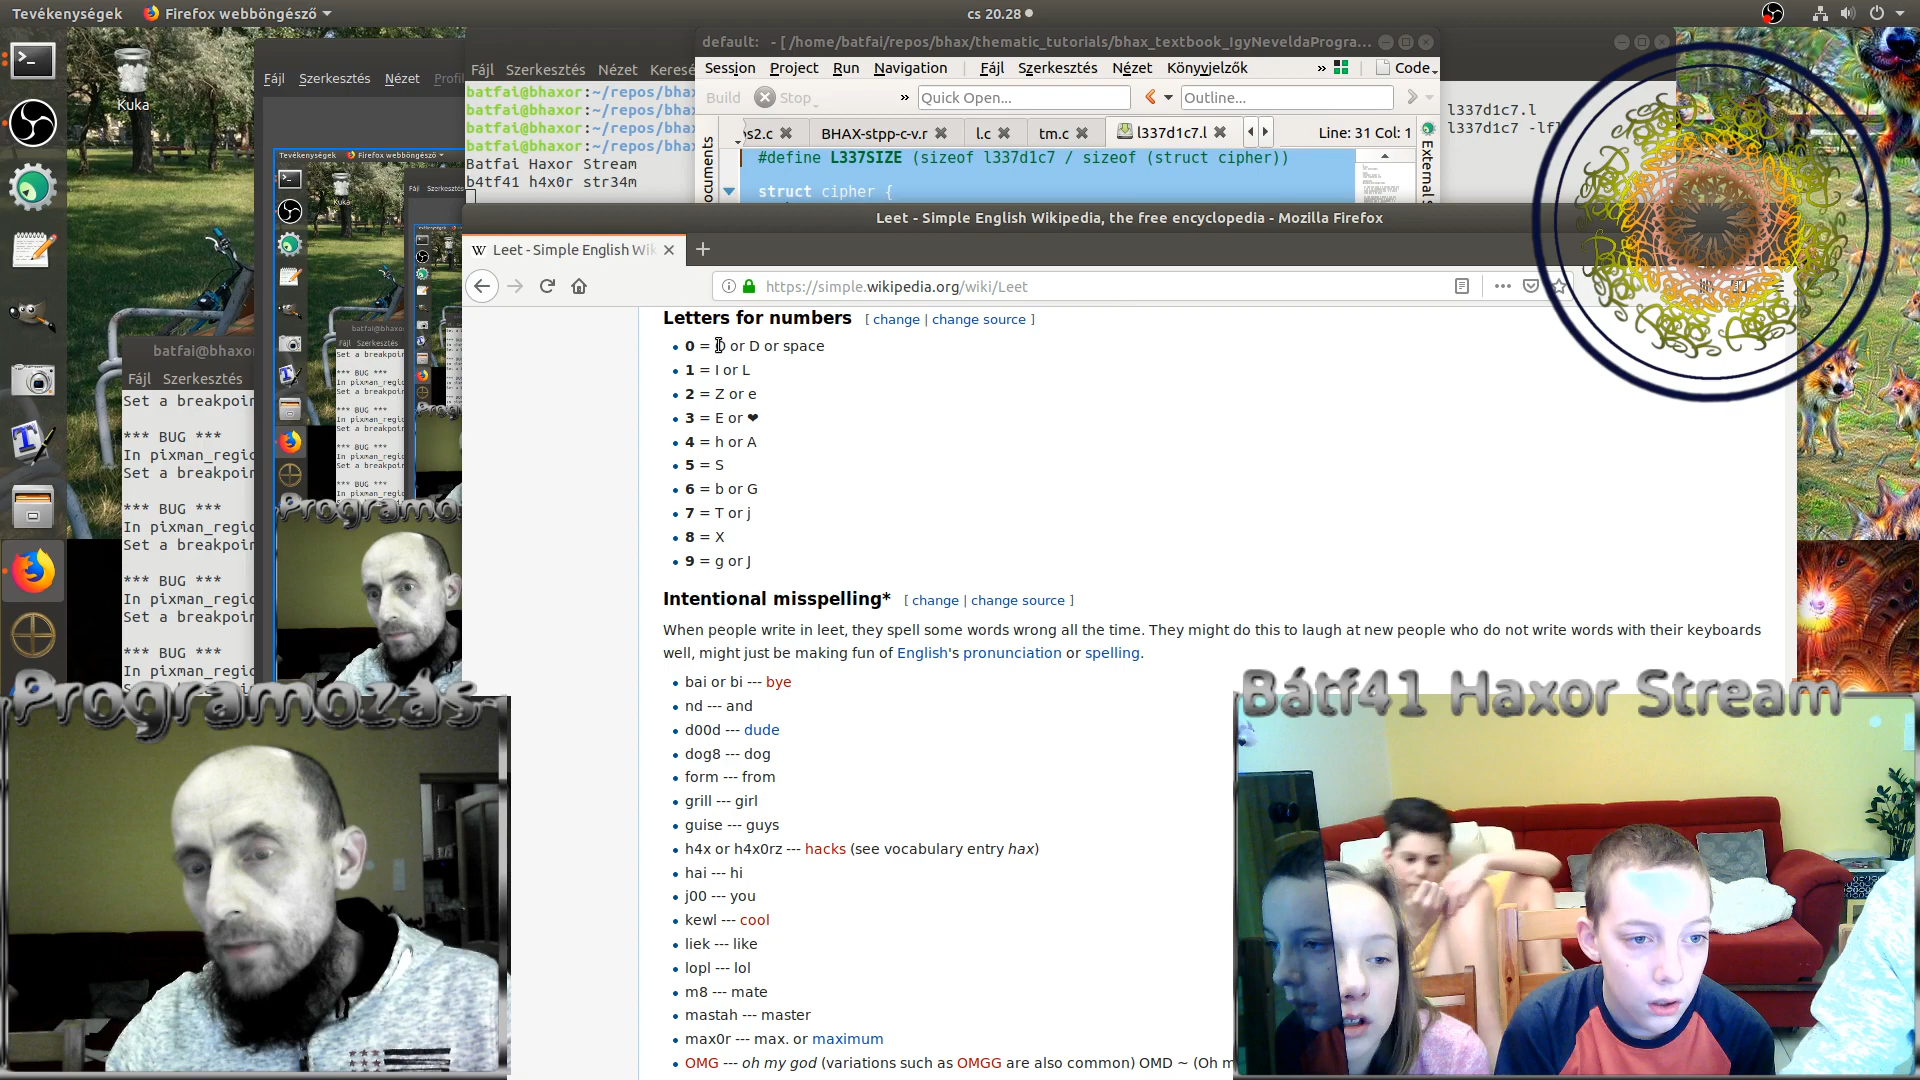 Tevékenységek
Firefox webböngésző
cs 20.28
Kuka
Fájl Szerkesztés Nézet
Fájl Szerkesztés Nézet
batfai@bhaxor:~/repos/bhax
batfai@bhaxor:~/repos/bhax
batfai@bhaxor:~/repos/bhax
batfai@bhaxor:~/repos/bhax
Batfai Haxor Stream
b4tf41 h4x0r str34m
default: - [ /home/batfai/repos/bhax/thematic_tutorials/bhax_textbook_IgyNeveldaProgra...
Session Project Run Navigation Fájl Szerkesztés Nézet Könyvjelzők » Code
Build Stop » Quick Open... Outline...
BHAX-stpp-c-v.r l.c tm.c l337d1c7.l Line: 31 Col: 1
#define L337SIZE (sizeof l337d1c7 / sizeof (struct cipher))
struct cipher {
l337d1c7.l
Leet - Simple English Wikipedia, the free encyclopedia - Mozilla Firefox
Leet - Simple English Wik
https://simple.wikipedia.org/wiki/Leet
Letters for numbers [ change | change source ]
0 = O or D or space
1 = I or L
2 = Z or e
3 = E or ❤
4 = h or A
5 = S
6 = b or G
7 = T or j
8 = X
9 = g or J
Intentional misspelling* [ change | change source ]
When people write in leet, they spell some words wrong all the time. They might do this to laugh at new people who do not write words with their keyboards
well, might just be making fun of English's pronunciation or spelling.
bai or bi --- bye
nd --- and
d00d --- dude
dog8 --- dog
form --- from
grill --- girl
guise --- guys
h4x or h4x0rz --- hacks (see vocabulary entry hax)
hai --- hi
j00 --- you
kewl --- cool
liek --- like
lopl --- lol
m8 --- mate
mastah --- master
max0r --- max. or maximum
OMG --- oh my god (variations such as OMGG are also common) OMD ~ (Oh m
batfai@bhaxor
Fájl Szerkesztés
Set a breakpoin
*** BUG ***
In pixman_regio
Set a breakpoin
*** BUG ***
In pixman_regio
Set a breakpoin
*** BUG ***
In pixman_regio
Set a breakpoin
*** BUG ***
In pixman_regio
Programozás
Bátf41 Haxor Stream